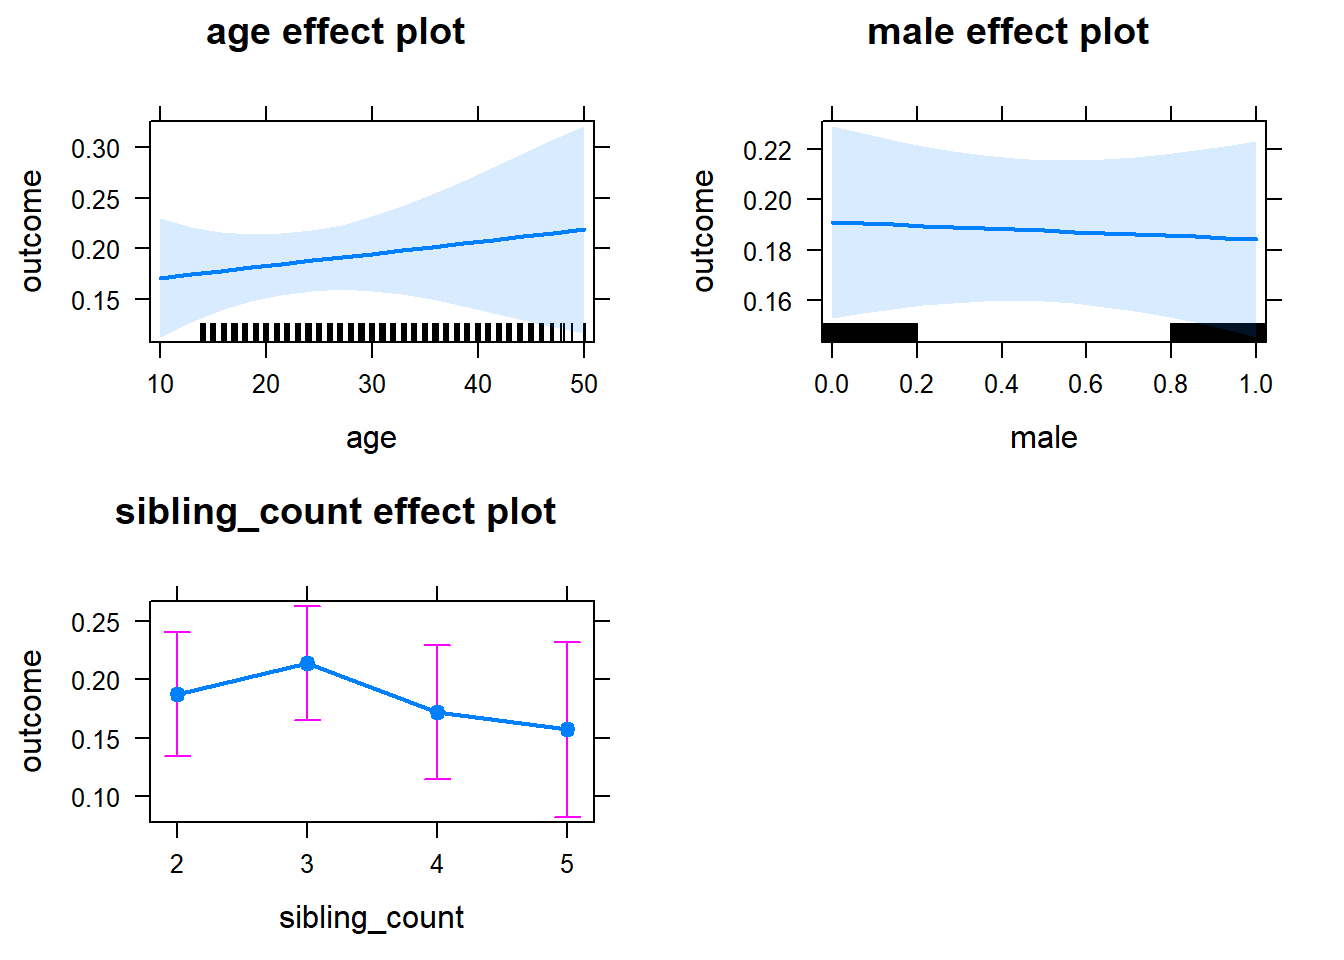 age effect plot
outcome
0.30
0.25
0.20
0.15
10 20 30 40 50
age
male effect plot
outcome
0.22
0.20
0.18
0.16
0.0 0.2 0.4 0.6 0.8 1.0
male
sibling_count effect plot
outcome
0.25
0.20
0.15
0.10
2 3 4 5
sibling_count